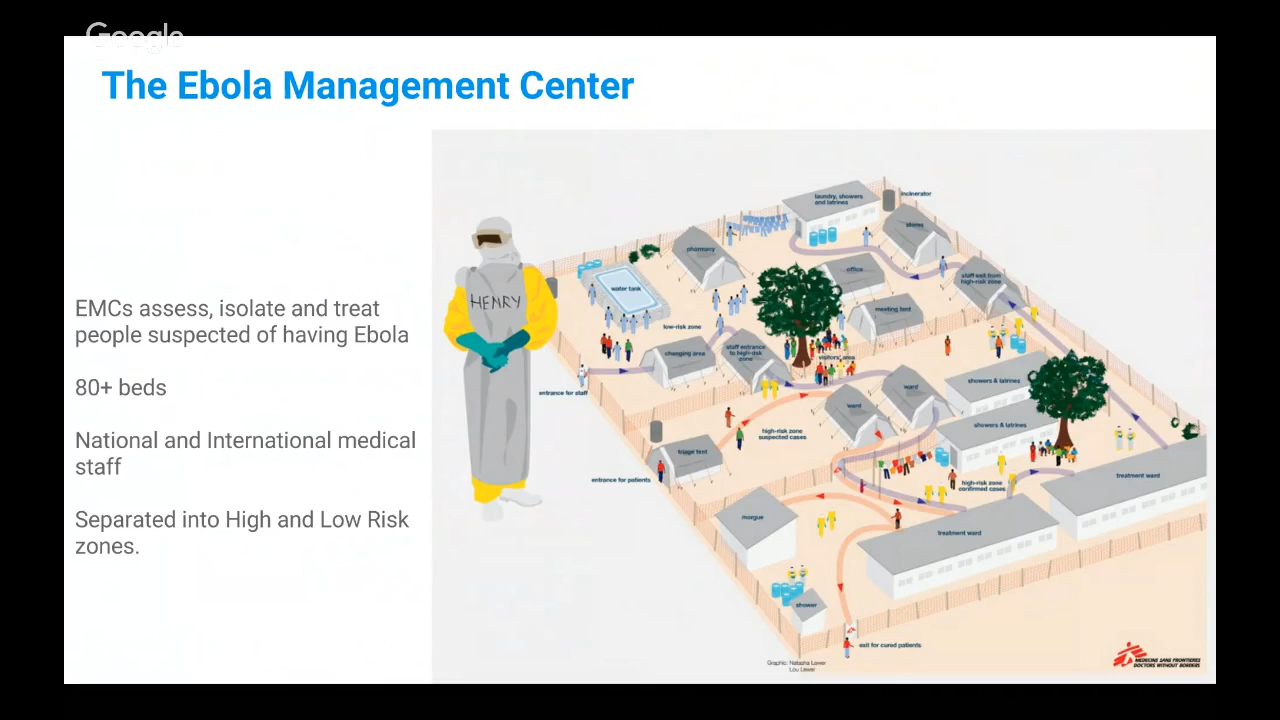 Google
The Ebola Management Center
EMCs assess, isolate and treat
people suspected of having Ebola
80+ beds
National and International medical
staff
Separated into High and Low Risk
zones.
HENRY
laundry, showers
and latrines
incinerator
stores
pharmacy
office
staff exit from
high-risk zone
water tank
meeting tent
low-risk zone
changing area
staff entrance
to high-risk
zone
visitors' area
entrance for staff
ward
showers & latrines
ward
showers & latrines
high-risk zone
suspected cases
triage tent
entrance for patients
high-risk zone
confirmed cases
treatment ward
morgue
treatment ward
shower
exit for cured patients
Graphic: Natasha Lewer
Lou Lewer
MEDECINS SANS FRONTIERES
DOCTORS WITHOUT BORDERS